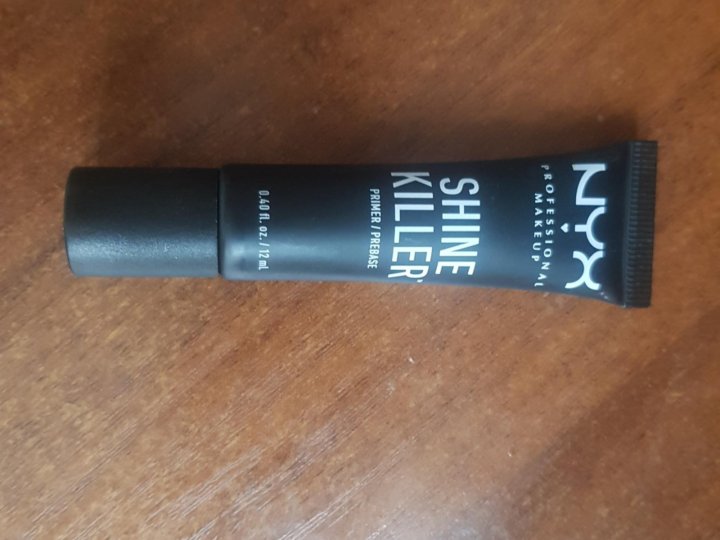 NYX
PROFESSIONAL
MAKEUP
SHINE
KILLER
PRIMER / PREBASE
0.40 fl. oz. / 12 mL